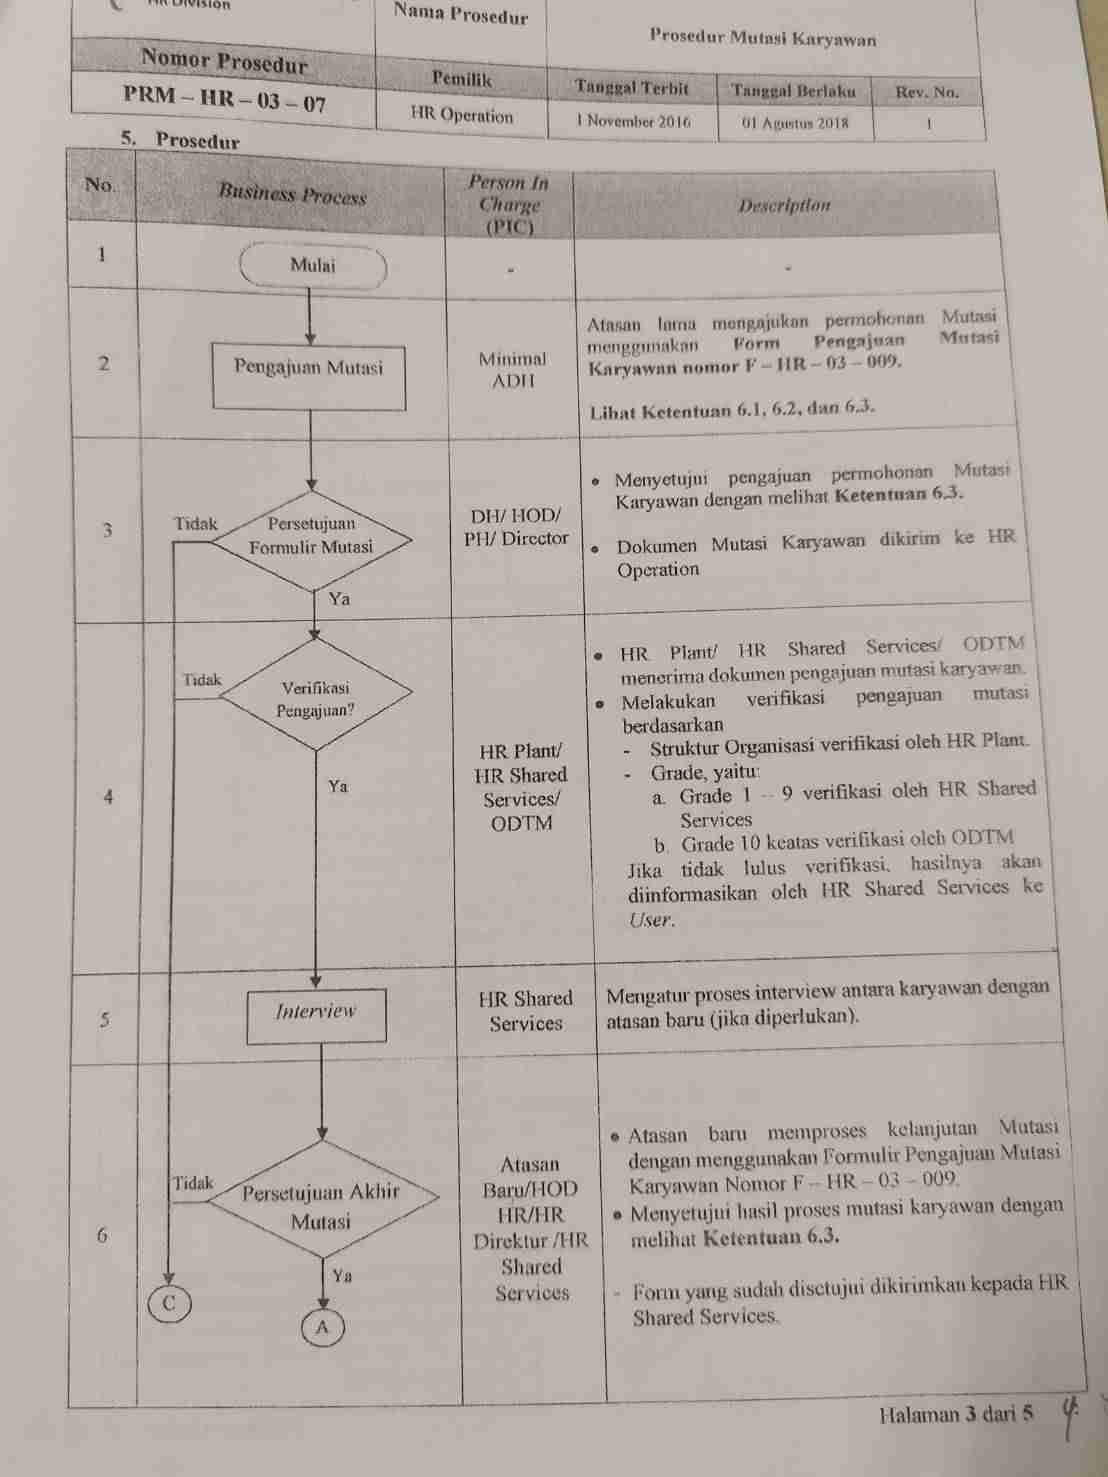 HR Division
Nama Prosedur
Prosedur Mutasi Karyawan
Nomor Prosedur
Pemilik
Tanggal Terbit
Tanggal Berlaku
Rev. No.
PRM – HR – 03 – 07
HR Operation
1 November 2016
01 Agustus 2018
1
5. Prosedur
No.
Business Process
Person In
Charge
(PIC)
Description
1
Mulai
-
-
2
Pengajuan Mutasi
Minimal
ADH
Atasan lama mengajukan permohonan Mutasi
menggunakan Form Pengajuan Mutasi
Karyawan nomor F – HR – 03 – 009.
Lihat Ketentuan 6.1, 6.2, dan 6.3.
3
Tidak
Persetujuan
Formulir Mutasi
Ya
DH/ HOD/
PH/ Director
• Menyetujui pengajuan permohonan Mutasi
Karyawan dengan melihat Ketentuan 6.3.
• Dokumen Mutasi Karyawan dikirim ke HR
Operation
4
Tidak
Verifikasi
Pengajuan?
Ya
HR Plant/
HR Shared
Services/
ODTM
• HR Plant/ HR Shared Services/ ODTM
menerima dokumen pengajuan mutasi karyawan.
• Melakukan verifikasi pengajuan mutasi
berdasarkan
- Struktur Organisasi verifikasi oleh HR Plant.
- Grade, yaitu:
a. Grade 1 – 9 verifikasi oleh HR Shared
Services
b. Grade 10 keatas verifikasi oleh ODTM
Jika tidak lulus verifikasi, hasilnya akan
diinformasikan oleh HR Shared Services ke
User.
5
Interview
HR Shared
Services
Mengatur proses interview antara karyawan dengan
atasan baru (jika diperlukan).
6
Tidak
Persetujuan Akhir
Mutasi
Ya
C
A
Atasan
Baru/HOD
HR/HR
Direktur /HR
Shared
Services
• Atasan baru memproses kelanjutan Mutasi
dengan menggunakan Formulir Pengajuan Mutasi
Karyawan Nomor F – HR – 03 – 009.
• Menyetujui hasil proses mutasi karyawan dengan
melihat Ketentuan 6.3.
- Form yang sudah disetujui dikirimkan kepada HR
Shared Services.
Halaman 3 dari 5